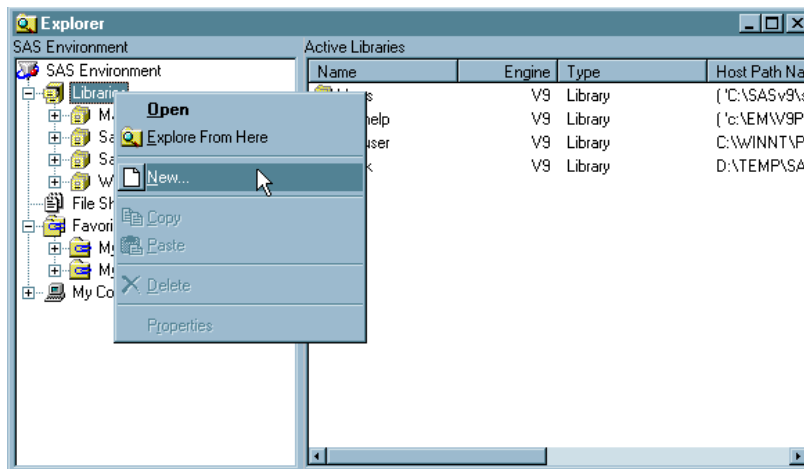 Explorer
SAS Environment
Active Libraries
SAS Environment
Name Engine Type Host Path Na
Libraries
V9 Library ( 'C:\SASv9\s
Open
help V9 Library ( 'c:\EM\V9P
Explore From Here
user V9 Library C:\WINNT\P
V9 Library D:\TEMP\SA
New...
File Sh
Copy
Favori
Paste
My
Delete
My Co
Properties